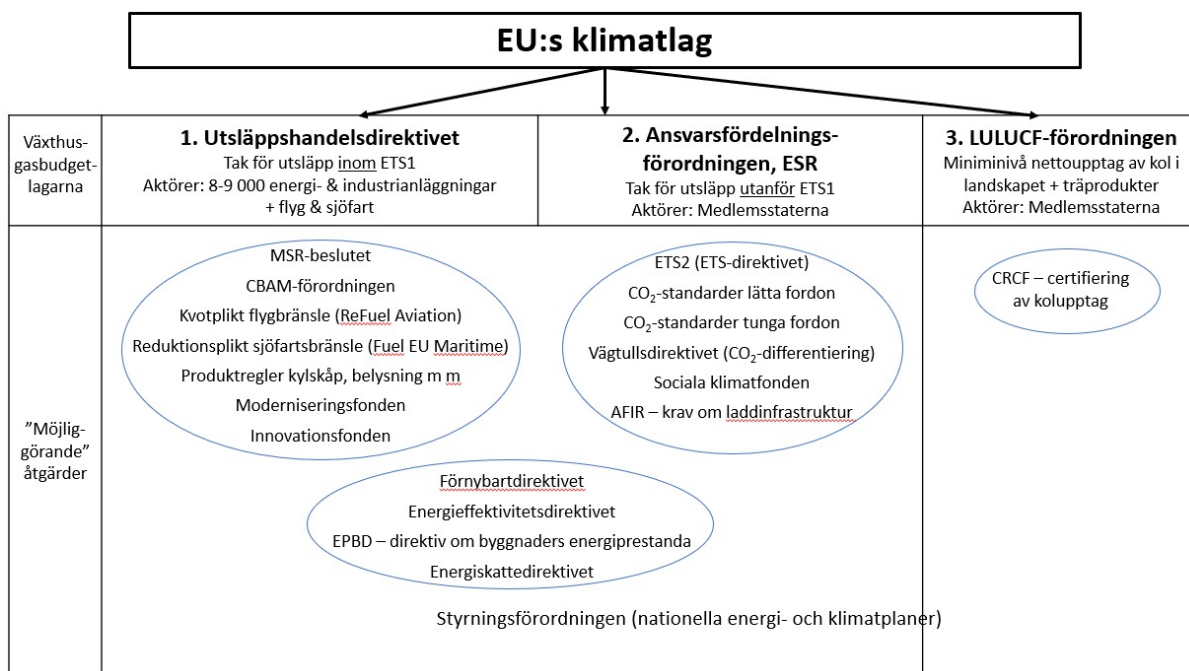 EU:s klimatlag
Växthus-
gasbudget-
lagarna
1. Utsläppshandelsdirektivet
Tak för utsläpp inom ETS1
Aktörer: 8-9 000 energi- & industrianläggningar
+ flyg & sjöfart
2. Ansvarsfördelnings-
förordningen, ESR
Tak för utsläpp utanför ETS1
Aktörer: Medlemsstaterna
3. LULUCF-förordningen
Miniminivå nettoupptag av kol i
landskapet + träprodukter
Aktörer: Medlemsstaterna
"Möjlig-
görande"
åtgärder
MSR-beslutet
CBAM-förordningen
Kvotplikt flygbränsle (ReFuel Aviation)
Reduktionsplikt sjöfartsbränsle (Fuel EU Maritime)
Produktregler kylskåp, belysning m m
Moderniseringsfonden
Innovationsfonden
ETS2 (ETS-direktivet)
CO₂-standarder lätta fordon
CO₂-standarder tunga fordon
Vägtullsdirektivet (CO₂-differentiering)
Sociala klimatfonden
AFIR – krav om laddinfrastruktur
CRCF – certifiering
av kolupptag
Förnybartdirektivet
Energieffektivitetsdirektivet
EPBD – direktiv om byggnaders energiprestanda
Energiskattedirektivet
Styrningsförordningen (nationella energi- och klimatplaner)